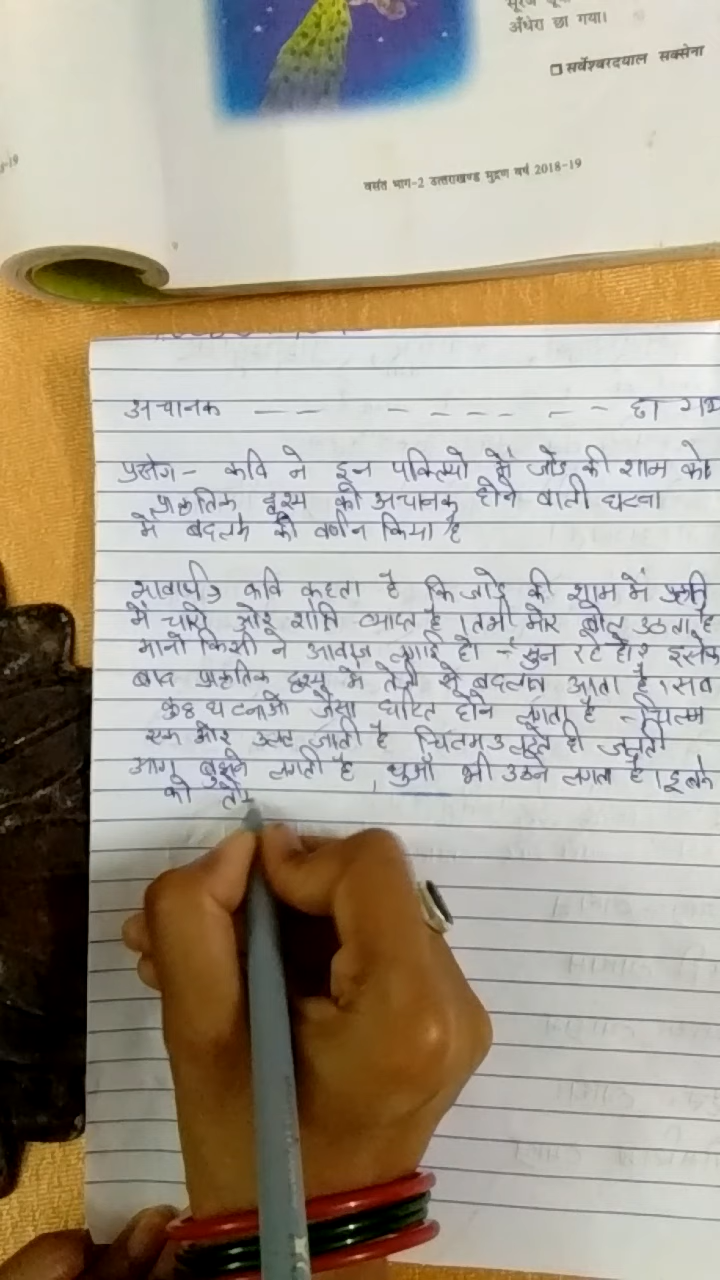 सूरज
अँधेरा छा गया।
सर्वेश्वरदयाल सक्सेना
-19
वसंत भाग-2 उत्तराखण्ड मुद्रण वर्ष 2018-19
अचानक -- -- - - - - - -- - छा गय
प्रसंग - कवि ने इन पंक्तियो में जाड़े की शाम को
प्राकृतिक दृश्य को अचानक होने वाली घटना
में बदलने को वर्णन किया है
भावार्थ कवि कहता है कि जाड़े की शाम में प्रकृति
में चारो ओर शांति व्याप्त है। तभी मोर बोल उठता है
मानो किसी ने आवाज लगाई हो - सुन रहे हो? इसके
बाद प्राकृतिक दृश्य में तेजी से बदलाव आता है। सब
कुछ घटनाओ जैसा घटित होने लगता है - चिलम
एक ओर उलट जाती है चिलम उलटते ही जलती
आग बुझने लगती है, धुआँ भी उठने लगता है। इसके
को तो